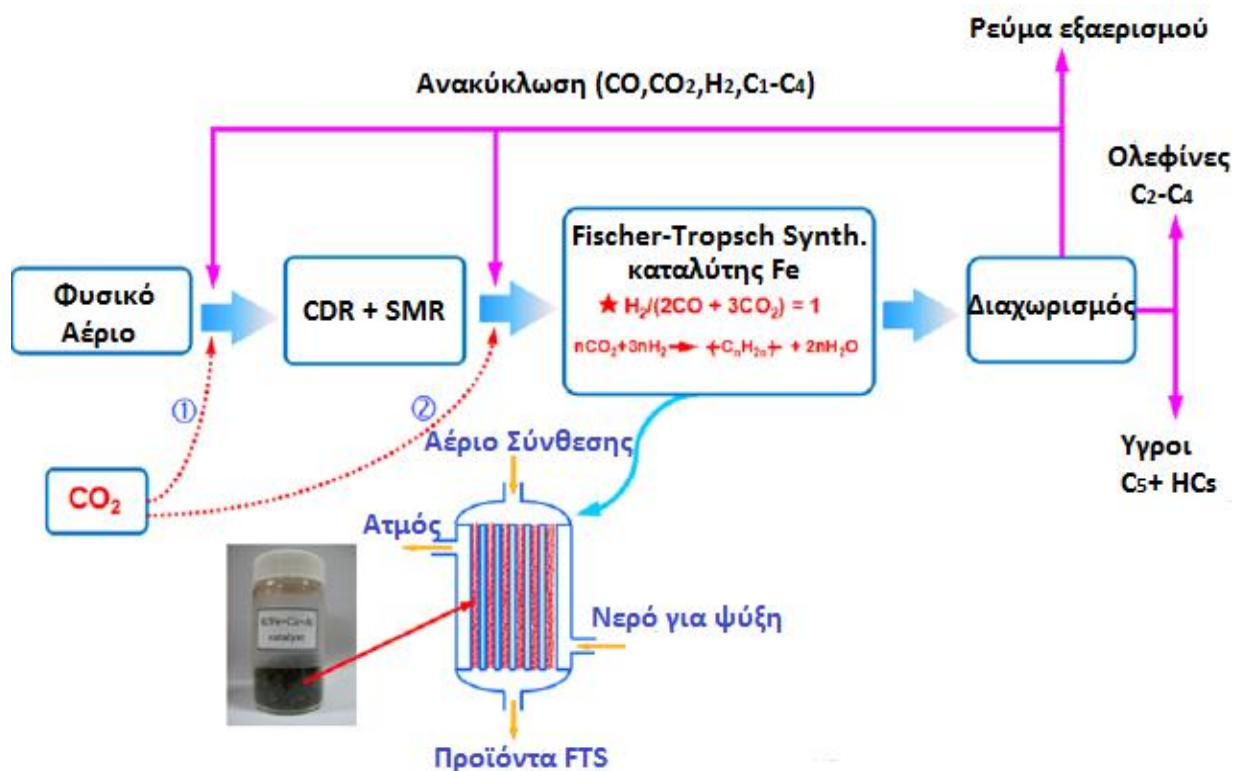 Ρεύμα εξαερισμού
Ανακύκλωση (CO,CO2,H2,C1-C4)
Ολεφίνες
C2-C4
Fischer-Tropsch Synth.
καταλύτης Fe
★ H2/(2CO + 3CO2) = 1
nCO2+3nH2 → (CnH2n) + 2nH2O
Φυσικό
Αέριο
CDR + SMR
Διαχωρισμός
①
②
CO2
Υγροι
C5+ HCs
Αέριο Σύνθεσης
Ατμός
Νερό για ψύξη
catalyst
Προϊόντα FTS